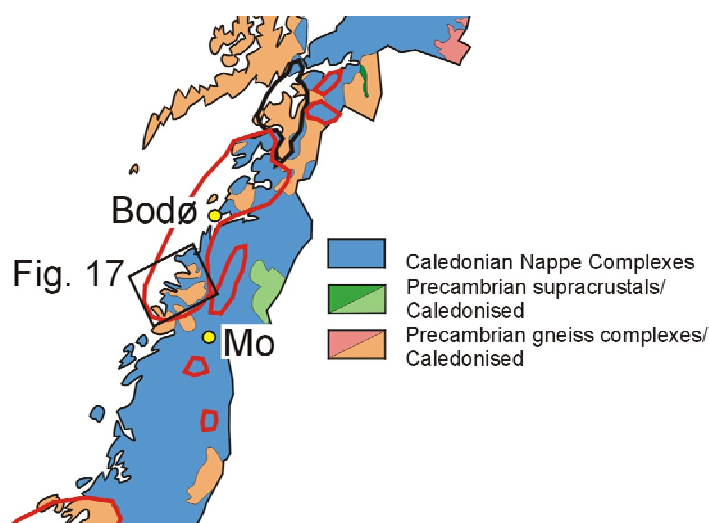 Bodø
Fig. 17
Mo
Caledonian Nappe Complexes
Precambrian supracrustals/
Caledonised
Precambrian gneiss complexes/
Caledonised